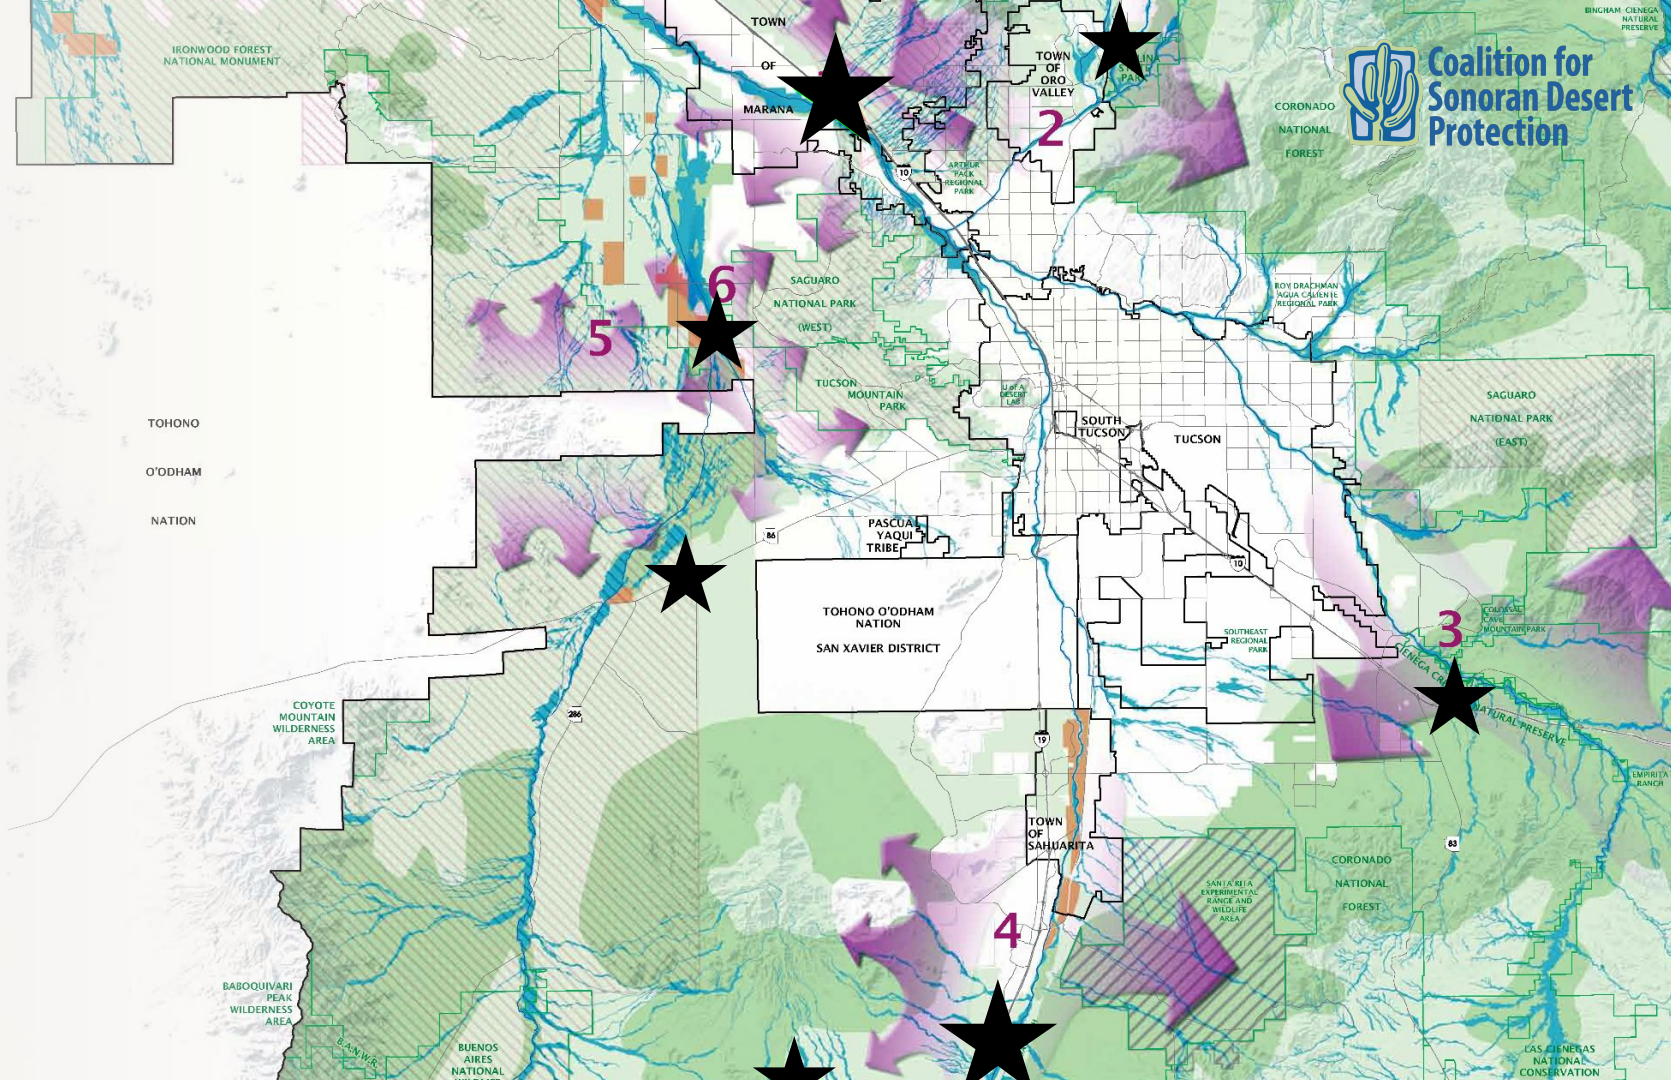 BINGHAM CIENEGA
NATURAL
PRESERVE
TOWN
OF
MARANA
IRONWOOD FOREST
NATIONAL MONUMENT
TOWN
OF
ORO
VALLEY
Coalition for
Sonoran Desert
Protection
CORONADO
NATIONAL
FOREST
2
10
ARTHUR
PACK
REGIONAL
PARK
6
SAGUARO
NATIONAL PARK
(WEST)
ROY DRACHMAN
AGUA CALIENTE
REGIONAL PARK
5
TUCSON
MOUNTAIN
PARK
U of A
DESERT
LAB
SAGUARO
NATIONAL PARK
(EAST)
TOHONO
O'ODHAM
NATION
SOUTH
TUCSON
TUCSON
86
PASCUA
YAQUI
TRIBE
10
TOHONO O'ODHAM
NATION
SAN XAVIER DISTRICT
SOUTHEAST
REGIONAL
PARK
3
COLOSSAL
CAVE
MOUNTAIN PARK
CIENEGA CR
NATURAL PRESERVE
COYOTE
MOUNTAIN
WILDERNESS
AREA
286
19
EMPIRITA
RANCH
TOWN
OF
SAHUARITA
83
CORONADO
NATIONAL
FOREST
SANTA RITA
EXPERIMENTAL
RANGE AND
WILDLIFE
AREA
4
BABOQUIVARI
PEAK
WILDERNESS
AREA
B.A.N.W.R.
BUENOS
AIRES
NATIONAL
LAS CIENEGAS
NATIONAL
CONSERVATION